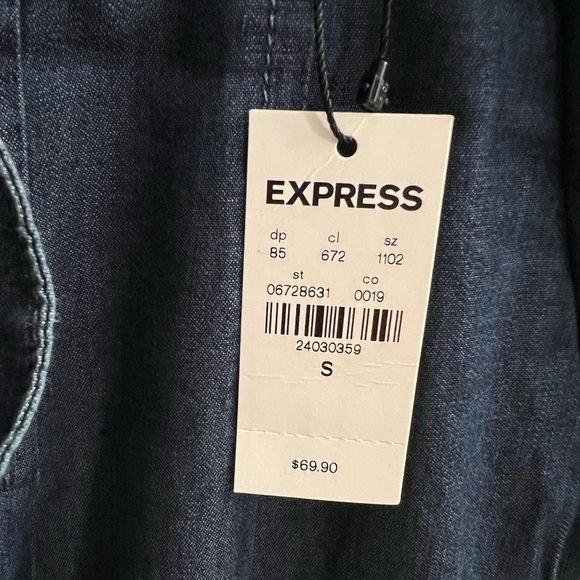 EXPRESS
dp cl sz
85 672 1102
st co
06728631 0019
24030359
S
$69.90